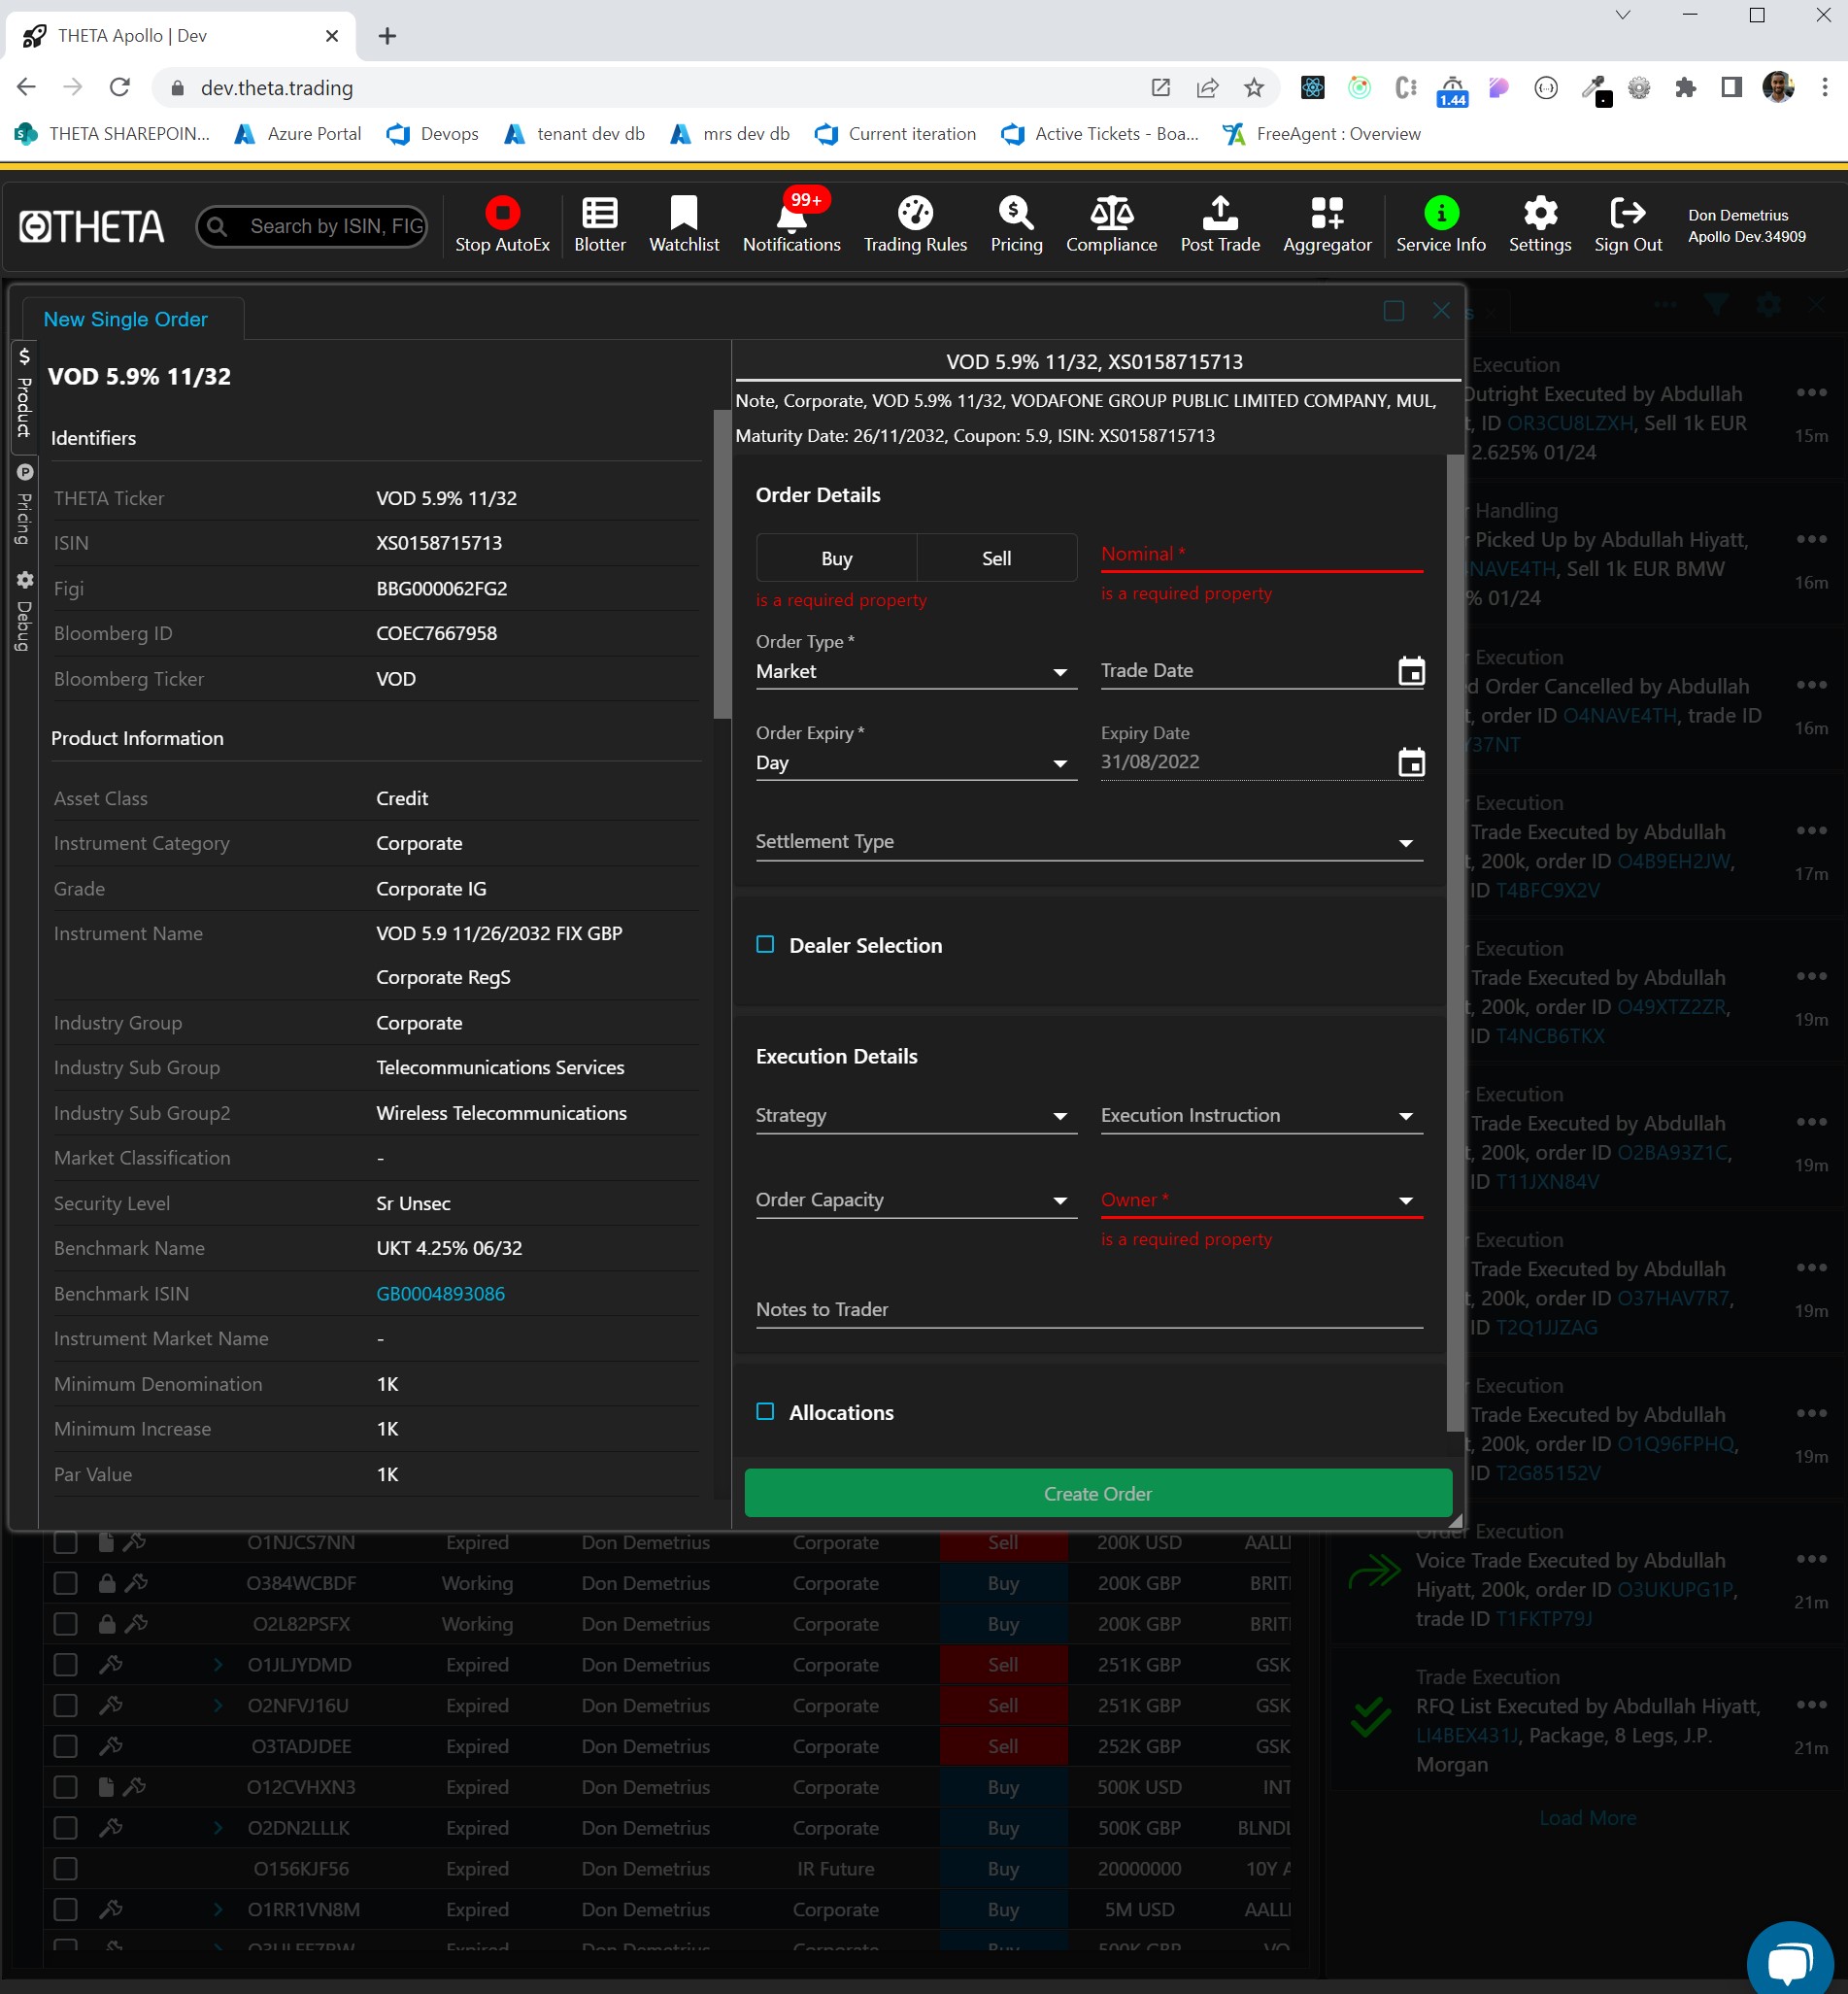 THETA Apollo | Dev
dev.theta.trading
1.44
THETA SHAREPOIN...
Azure Portal
Devops
tenant dev db
mrs dev db
Current iteration
Active Tickets - Boa...
FreeAgent : Overview
THETA
Search by ISIN, FIG
Stop AutoEx
Blotter
Watchlist
99+
Notifications
Trading Rules
Pricing
Compliance
Post Trade
Aggregator
Service Info
Settings
Sign Out
Don Demetrius
Apollo Dev.34909
New Single Order
Product
Pricing
Debug
VOD 5.9% 11/32
Identifiers
THETA Ticker VOD 5.9% 11/32
ISIN XS0158715713
Figi BBG000062FG2
Bloomberg ID COEC7667958
Bloomberg Ticker VOD
Product Information
Asset Class Credit
Instrument Category Corporate
Grade Corporate IG
Instrument Name VOD 5.9 11/26/2032 FIX GBP
Corporate RegS
Industry Group Corporate
Industry Sub Group Telecommunications Services
Industry Sub Group2 Wireless Telecommunications
Market Classification -
Security Level Sr Unsec
Benchmark Name UKT 4.25% 06/32
Benchmark ISIN GB0004893086
Instrument Market Name -
Minimum Denomination 1K
Minimum Increase 1K
Par Value 1K
VOD 5.9% 11/32, XS0158715713
Note, Corporate, VOD 5.9% 11/32, VODAFONE GROUP PUBLIC LIMITED COMPANY, MUL,
Maturity Date: 26/11/2032, Coupon: 5.9, ISIN: XS0158715713
Order Details
Buy Sell
is a required property
Nominal *
is a required property
Order Type *
Market
Trade Date
Order Expiry *
Day
Expiry Date
31/08/2022
Settlement Type
Dealer Selection
Execution Details
Strategy
Execution Instruction
Order Capacity
Owner *
is a required property
Notes to Trader
Allocations
Create Order
Execution
Outright Executed by Abdullah
t, ID OR3CU8LZXH, Sell 1k EUR
2.625% 01/24
15m
Handling
Picked Up by Abdullah Hiyatt,
NAVE4TH, Sell 1k EUR BMW
% 01/24
16m
Execution
d Order Cancelled by Abdullah
t, order ID O4NAVE4TH, trade ID
Y37NT
16m
Execution
Trade Executed by Abdullah
t, 200k, order ID O4B9EH2JW,
ID T4BFC9X2V
17m
Execution
Trade Executed by Abdullah
t, 200k, order ID O49XTZ2ZR,
ID T4NCB6TKX
19m
Execution
Trade Executed by Abdullah
t, 200k, order ID O2BA93Z1C,
ID T11JXN84V
19m
Execution
Trade Executed by Abdullah
t, 200k, order ID O37HAV7R7,
ID T2Q1JJZAG
19m
Execution
Trade Executed by Abdullah
t, 200k, order ID O1Q96FPHQ,
ID T2G85152V
19m
Order Execution
Voice Trade Executed by Abdullah
Hiyatt, 200k, order ID O3UKUPG1P,
trade ID T1FKTP79J
21m
Trade Execution
RFQ List Executed by Abdullah Hiyatt,
LI4BEX431J, Package, 8 Legs, J.P.
Morgan
21m
Load More
O1NJCS7NN Expired Don Demetrius Corporate Sell 200K USD AALL
O384WCBDF Working Don Demetrius Corporate Buy 200K GBP BRIT
O2L82PSFX Working Don Demetrius Corporate Buy 200K GBP BRIT
O1JLJYDMD Expired Don Demetrius Corporate Sell 251K GBP GSK
O2NFVJ16U Expired Don Demetrius Corporate Sell 251K GBP GSK
O3TADJDEE Expired Don Demetrius Corporate Sell 252K GBP GSK
O12CVHXN3 Expired Don Demetrius Corporate Buy 500K USD INT
O2DN2LLLK Expired Don Demetrius Corporate Buy 500K GBP BLNDL
O156KJF56 Expired Don Demetrius IR Future Buy 20000000 10Y
O1RR1VN8M Expired Don Demetrius Corporate Buy 5M USD AALL
Expired Don Demetrius Corporate Buy 500K GBP VO